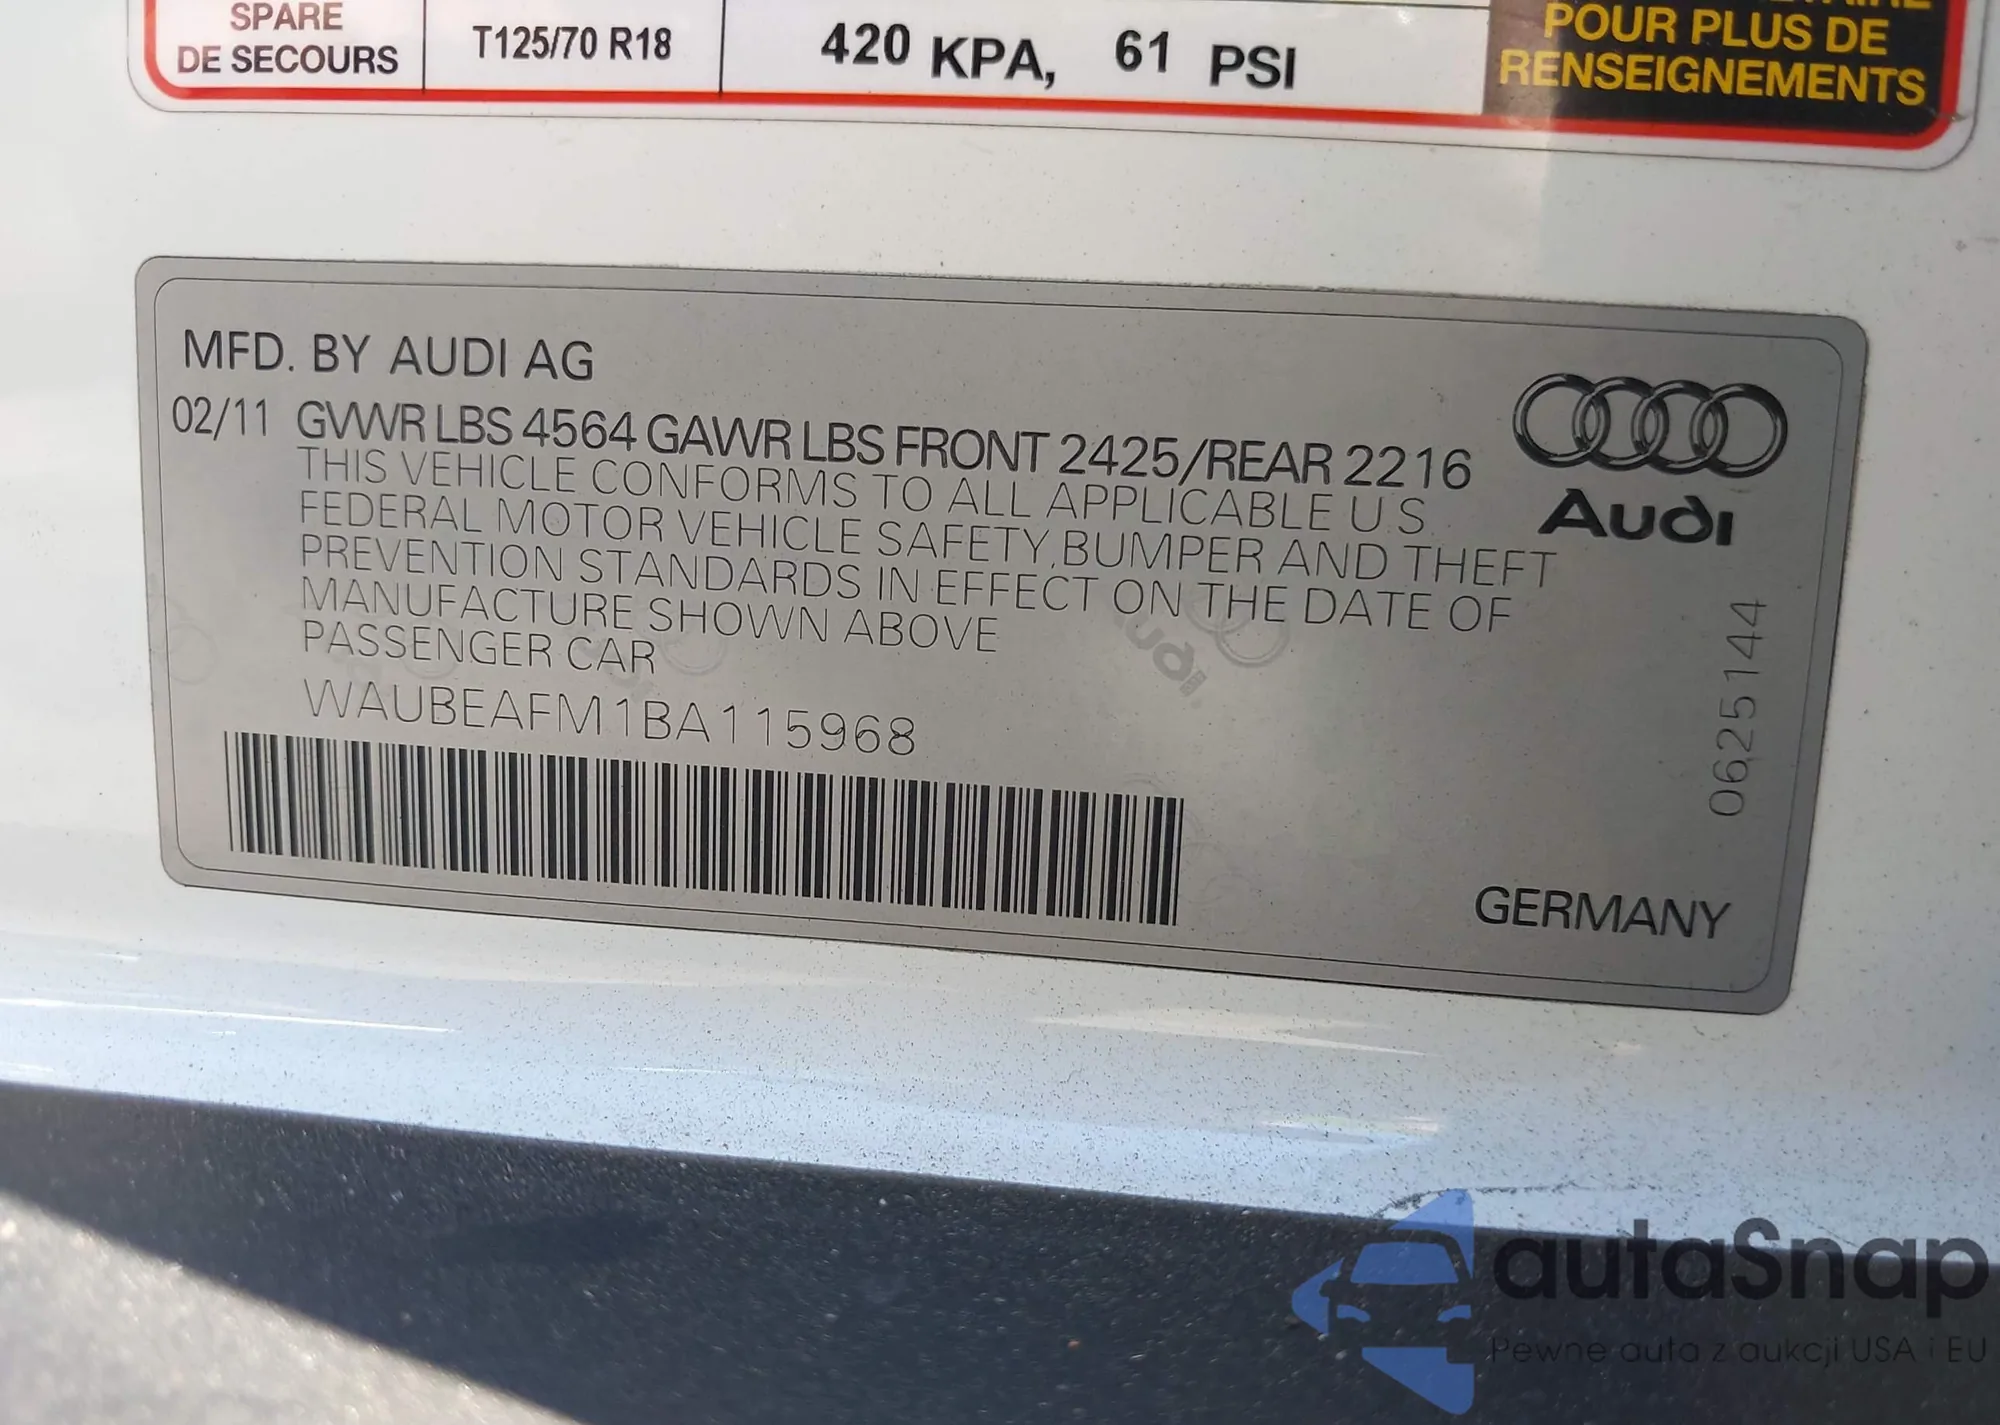 SPARE
DE SECOURS
T125/70 R18
420 KPA, 61 PSI
POUR PLUS DE
RENSEIGNEMENTS
MFD. BY AUDI AG
02/11 GVWR LBS 4564 GAWR LBS FRONT 2425/REAR 2216
THIS VEHICLE CONFORMS TO ALL APPLICABLE U.S.
FEDERAL MOTOR VEHICLE SAFETY, BUMPER AND THEFT
PREVENTION STANDARDS IN EFFECT ON THE DATE OF
MANUFACTURE SHOWN ABOVE
PASSENGER CAR
WAUBEAFM1BA115968
Audi
0625144
GERMANY
Audi
autaSnap
Pewne auta z aukcji USA i EU